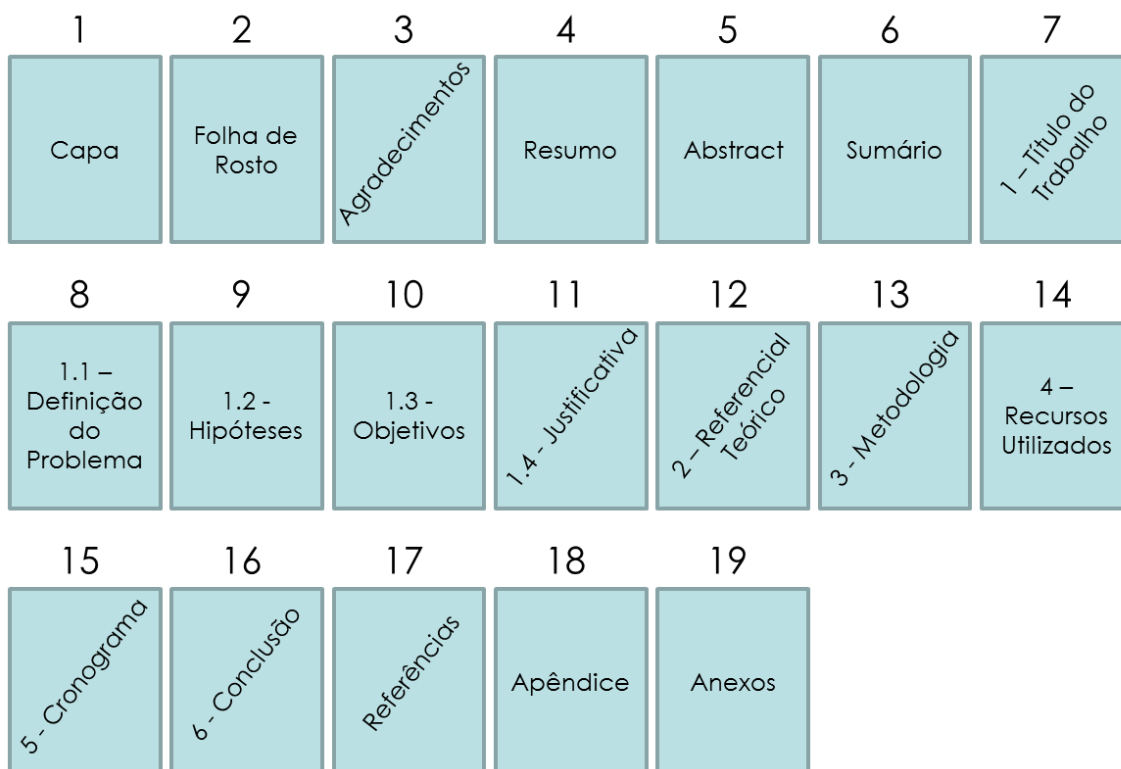 1 2 3 4 5 6 7
Capa
Folha de
Rosto
Agradecimentos
Resumo
Abstract
Sumário
1 – Título do
Trabalho
8 9 10 11 12 13 14
1.1 –
Definição
do
Problema
1.2 -
Hipóteses
1.3 -
Objetivos
1.4 - Justificativa
2 – Referencial
Teórico
3 - Metodologia
4 –
Recursos
Utilizados
15 16 17 18 19
5 - Cronograma
6 - Conclusão
Referências
Apêndice
Anexos